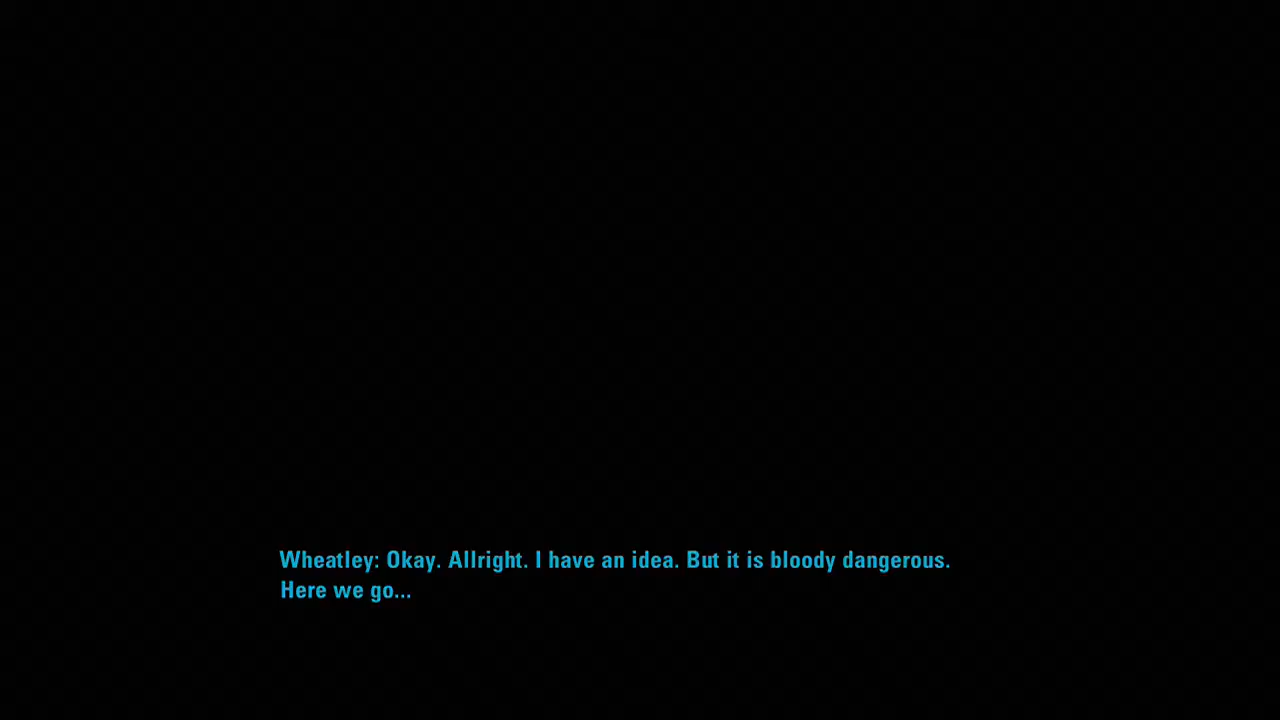 Wheatley: Okay. Allright. I have an idea. But it is bloody dangerous.
Here we go...